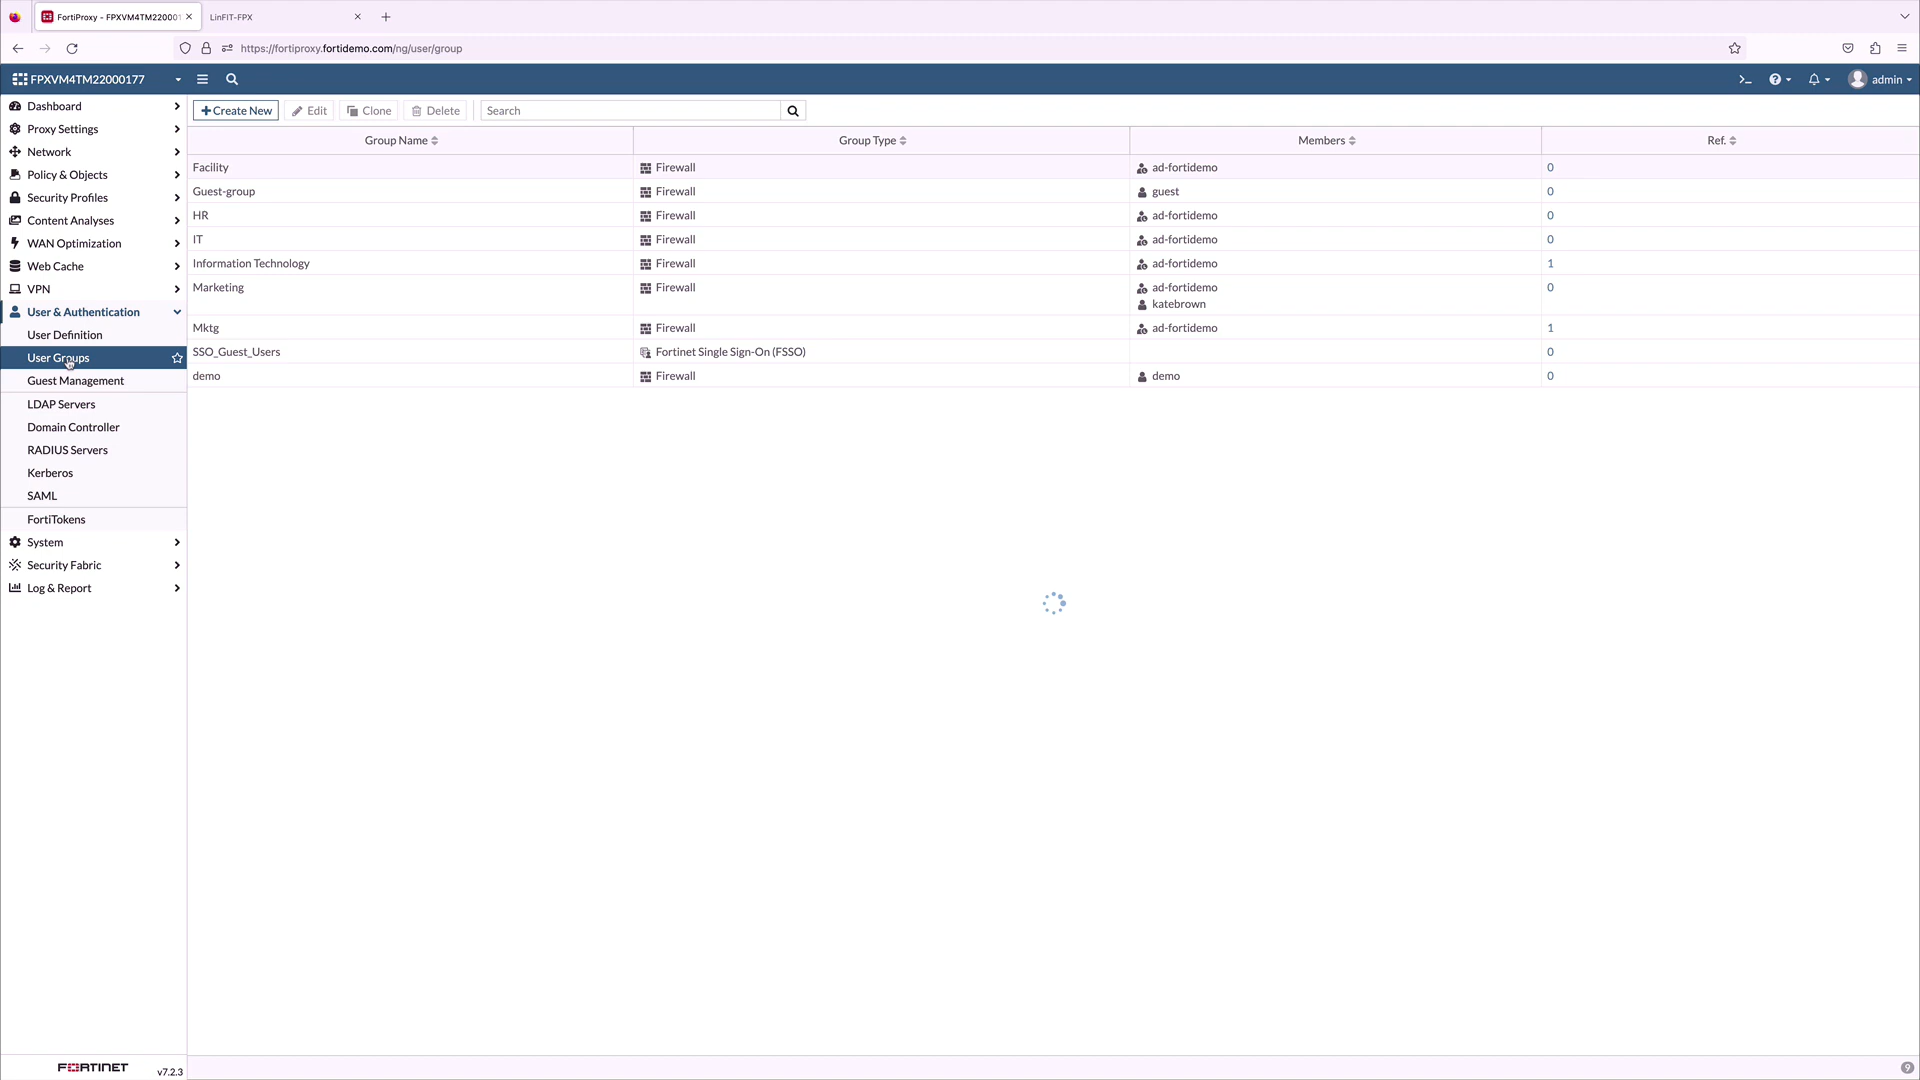 FortiProxy - FPXVM4TM220001
LinFIT-FPX
https://fortiproxy.fortidemo.com/ng/user/group
FPXVM4TM22000177
admin
Dashboard
Proxy Settings
Network
Policy & Objects
Security Profiles
Content Analyses
WAN Optimization
Web Cache
VPN
User & Authentication
User Definition
User Groups
Guest Management
LDAP Servers
Domain Controller
RADIUS Servers
Kerberos
SAML
FortiTokens
System
Security Fabric
Log & Report
FORTINET v7.2.3
+Create New Edit Clone Delete Search
Group Name Group Type Members Ref.
Facility Firewall ad-fortidemo 0
Guest-group Firewall guest 0
HR Firewall ad-fortidemo 0
IT Firewall ad-fortidemo 0
Information Technology Firewall ad-fortidemo 1
Marketing Firewall ad-fortidemo 0
katebrown
Mktg Firewall ad-fortidemo 1
SSO_Guest_Users Fortinet Single Sign-On (FSSO) 0
demo Firewall demo 0
9